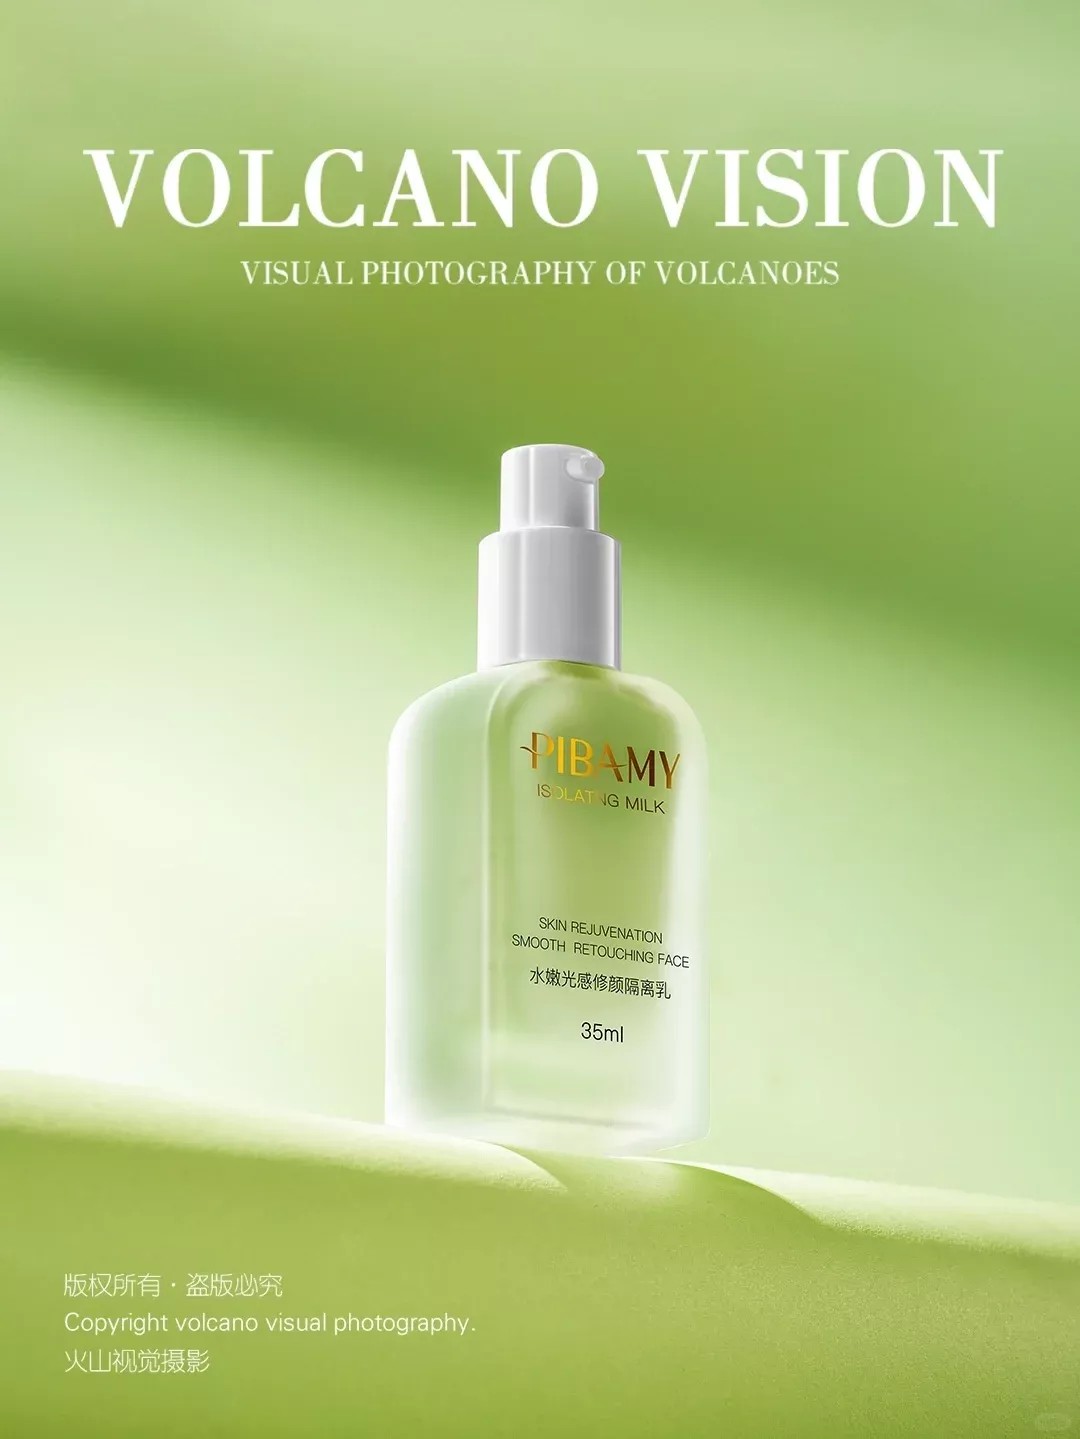 VOLCANO VISION
VISUAL PHOTOGRAPHY OF VOLCANOES
PIBAMY
ISOLATNG MILK
SKIN REJUVENATION
SMOOTH RETOUCHING FACE
水嫩光感修颜隔离乳
35ml
版权所有·盗版必究
Copyright volcano visual photography.
火山视觉摄影